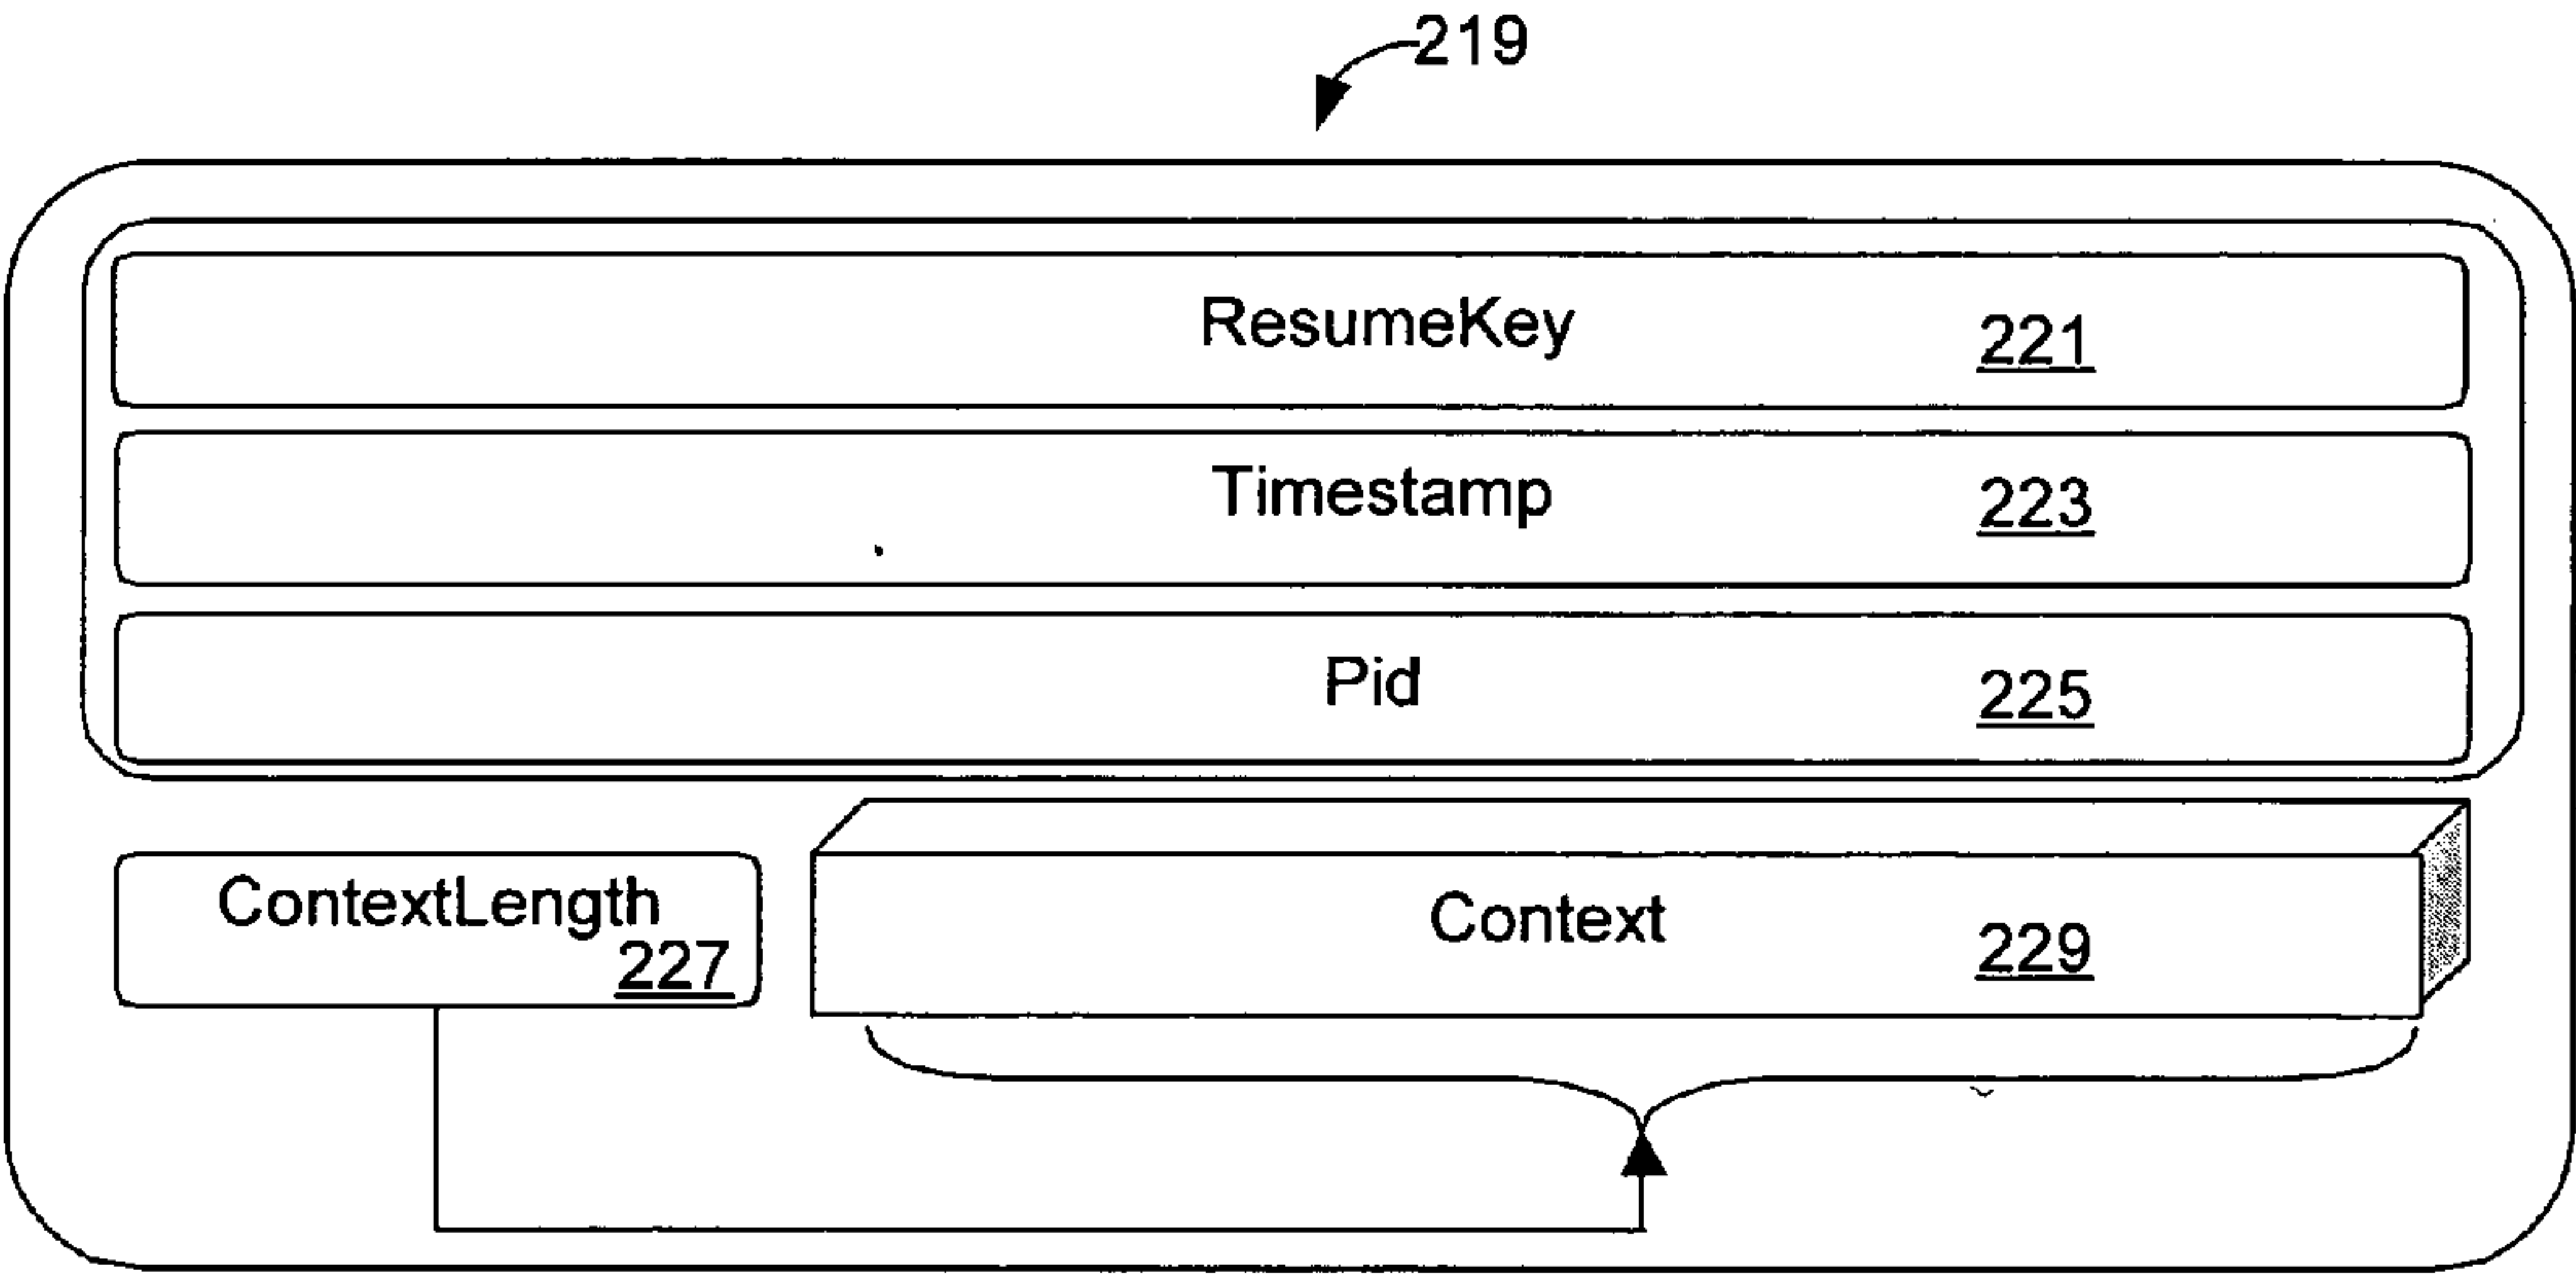 219
ResumeKey 221
Timestamp 223
Pid 225
ContextLength 227
Context 229